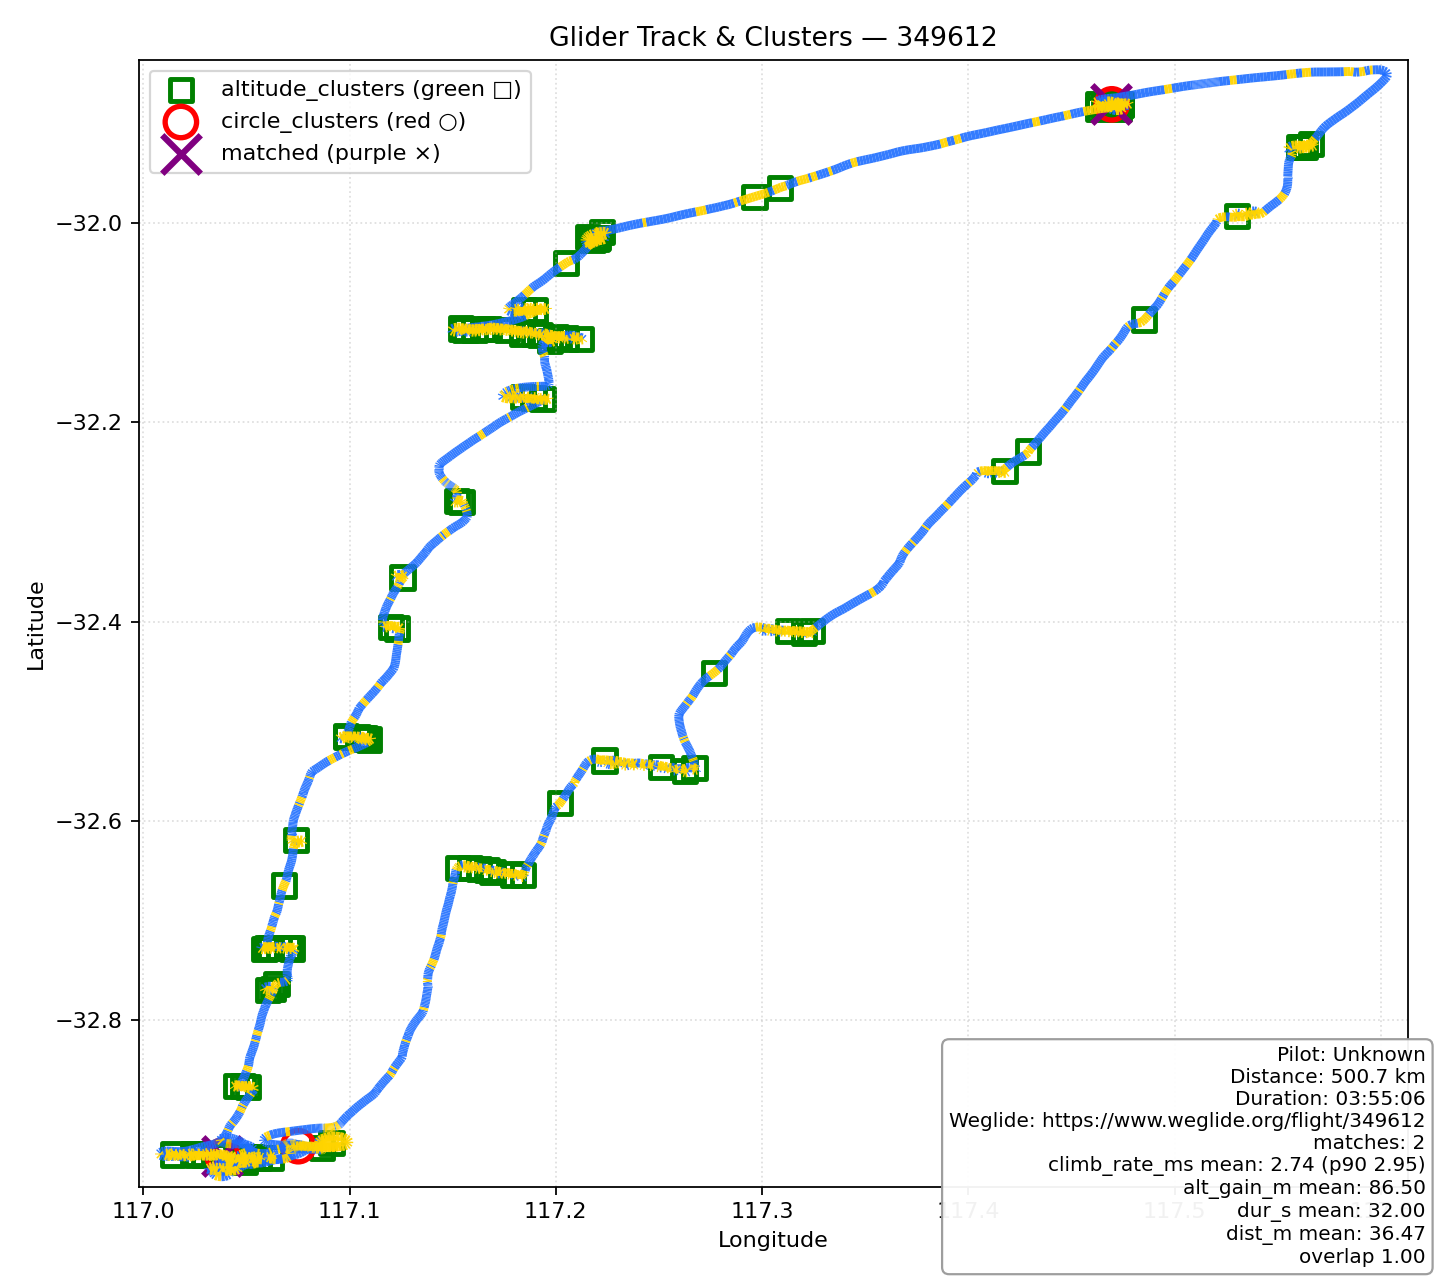 Glider Track & Clusters — 349612
altitude_clusters (green □)
circle_clusters (red ○)
matched (purple ×)
Latitude
−32.0
−32.2
−32.4
−32.6
−32.8
117.0
117.1
117.2
117.3
117.4
117.5
Longitude
Pilot: Unknown
Distance: 500.7 km
Duration: 03:55:06
Weglide: https://www.weglide.org/flight/349612
matches: 2
climb_rate_ms mean: 2.74 (p90 2.95)
alt_gain_m mean: 86.50
dur_s mean: 32.00
dist_m mean: 36.47
overlap 1.00